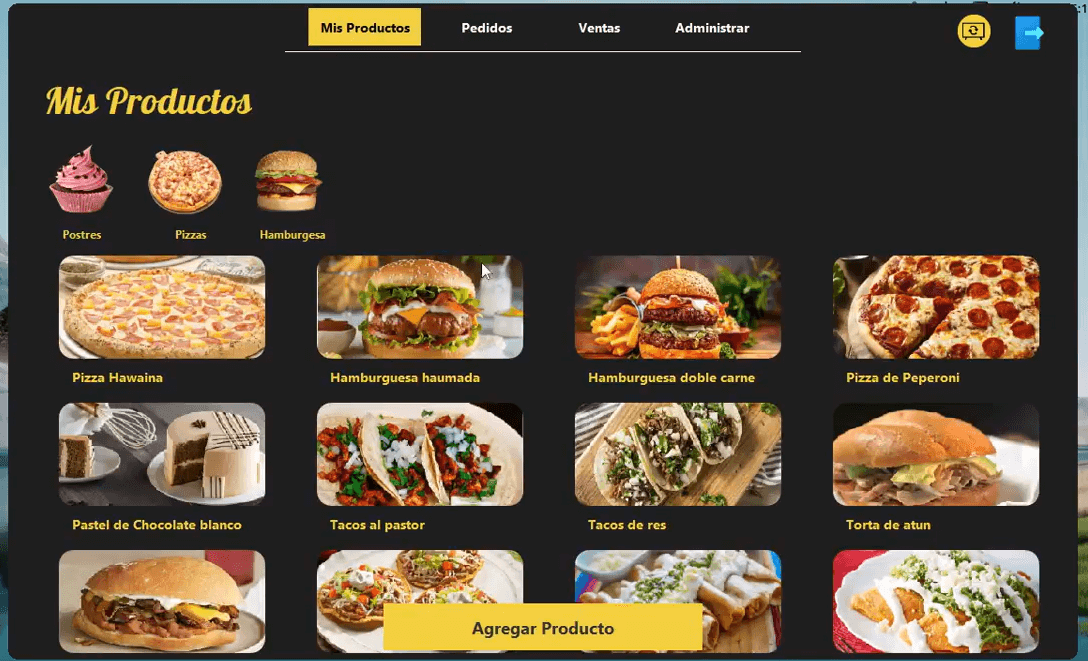 Mis Productos Pedidos Ventas Administrar
Mis Productos
Postres Pizzas Hamburgesa
Pizza Hawaina Hamburguesa haumada Hamburguesa doble carne Pizza de Peperoni
Pastel de Chocolate blanco Tacos al pastor Tacos de res Torta de atun
Agregar Producto